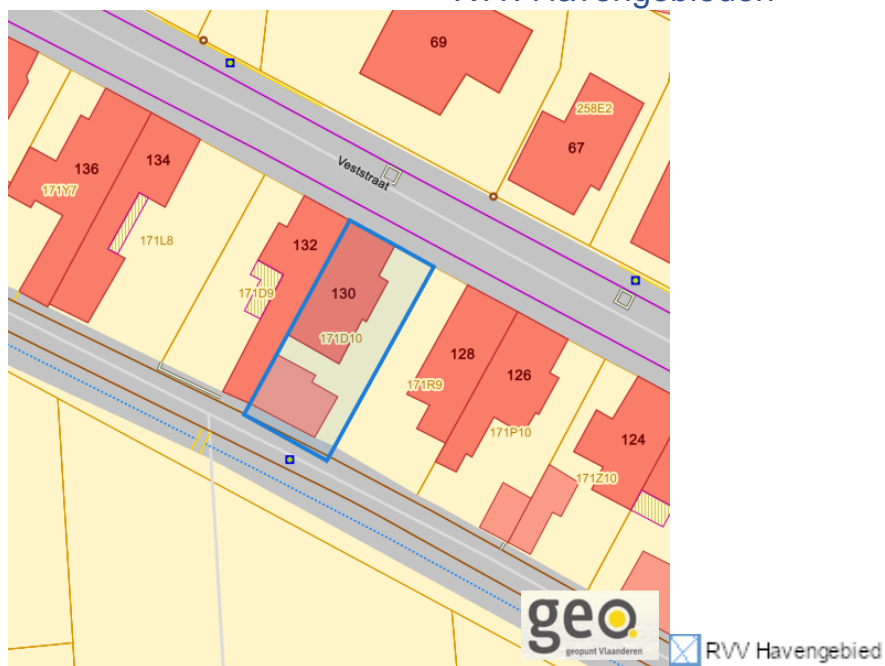 RVV Havengebieden
69
258E2
67
136
134
Veststraat
171Y7
171L8
132
171D9
130
171D10
128
126
171R9
171P10
124
171Z10
geo
geopunt Vlaanderen
RVV Havengebied